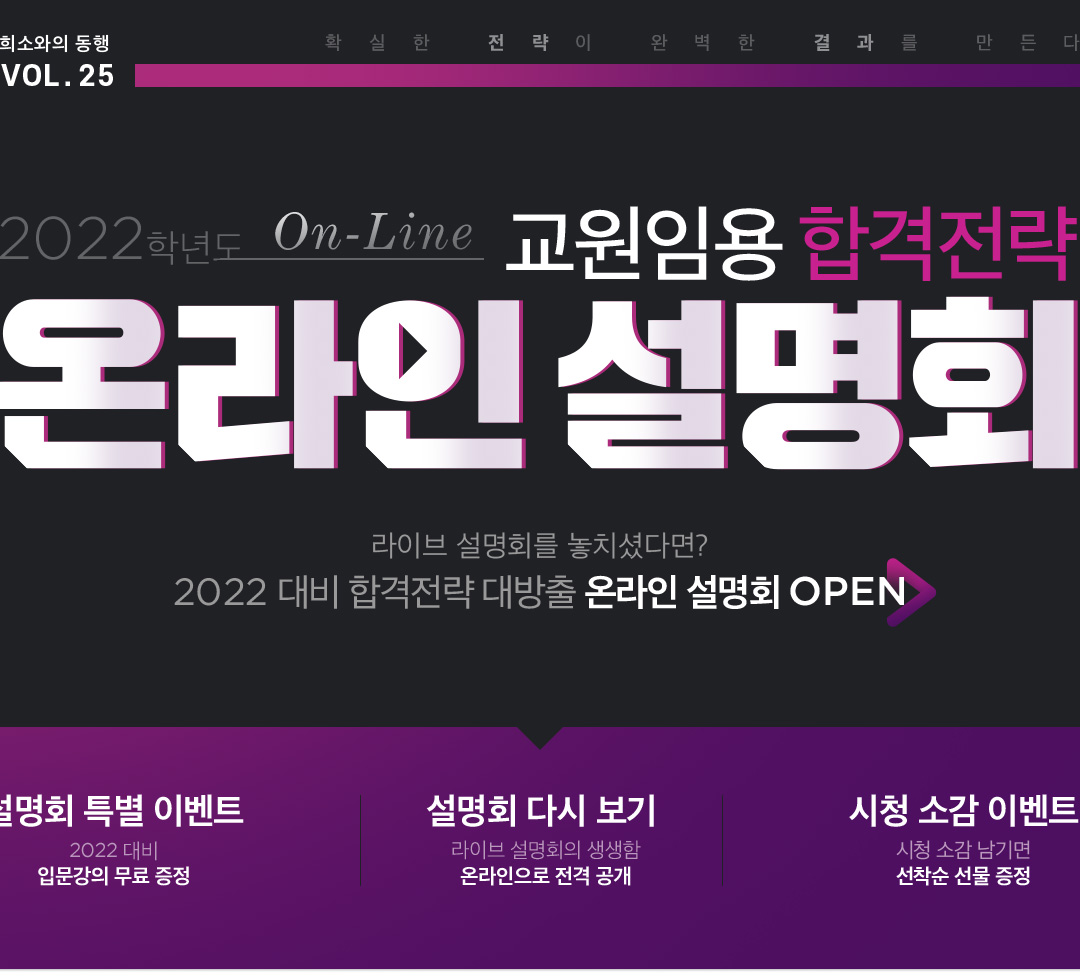 희소와의 동행
확실한 전략이 완벽한 결과를 만든다
VOL. 25
2022학년도 On-Line 교원임용 합격전략
온라인 설명회
라이브 설명회를 놓치셨다면?
2022 대비 합격전략 대방출 온라인 설명회 OPEN
설명회 특별 이벤트
2022 대비
입문강의 무료 증정
설명회 다시 보기
라이브 설명회의 생생함
온라인으로 전격 공개
시청 소감 이벤트
시청 소감 남기면
선착순 선물 증정